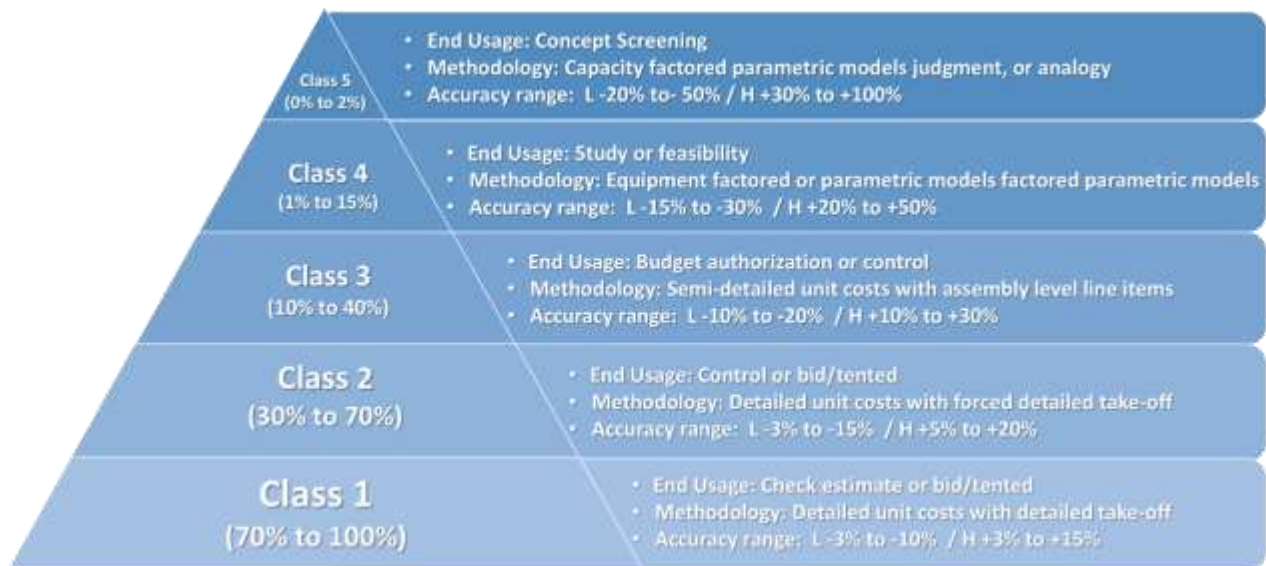 Class 5
(0% to 2%)
• End Usage: Concept Screening
• Methodology: Capacity factored parametric models judgment, or analogy
• Accuracy range:  L -20% to- 50% / H +30% to +100%
Class 4
(1% to 15%)
• End Usage: Study or feasibility
• Methodology: Equipment factored or parametric models factored parametric models
• Accuracy range:  L -15% to -30%  / H +20% to +50%
Class 3
(10% to 40%)
• End Usage: Budget authorization or control
• Methodology: Semi-detailed unit costs with assembly level line items
• Accuracy range:  L -10% to -20%  / H +10% to +30%
Class 2
(30% to 70%)
• End Usage: Control or bid/tented
• Methodology: Detailed unit costs with forced detailed take-off
• Accuracy range:  L -3% to -15%  / H +5% to +20%
Class 1
(70% to 100%)
• End Usage: Check estimate or bid/tented
• Methodology: Detailed unit costs with detailed take-off
• Accuracy range:  L -3% to -10%  / H +3% to +15%